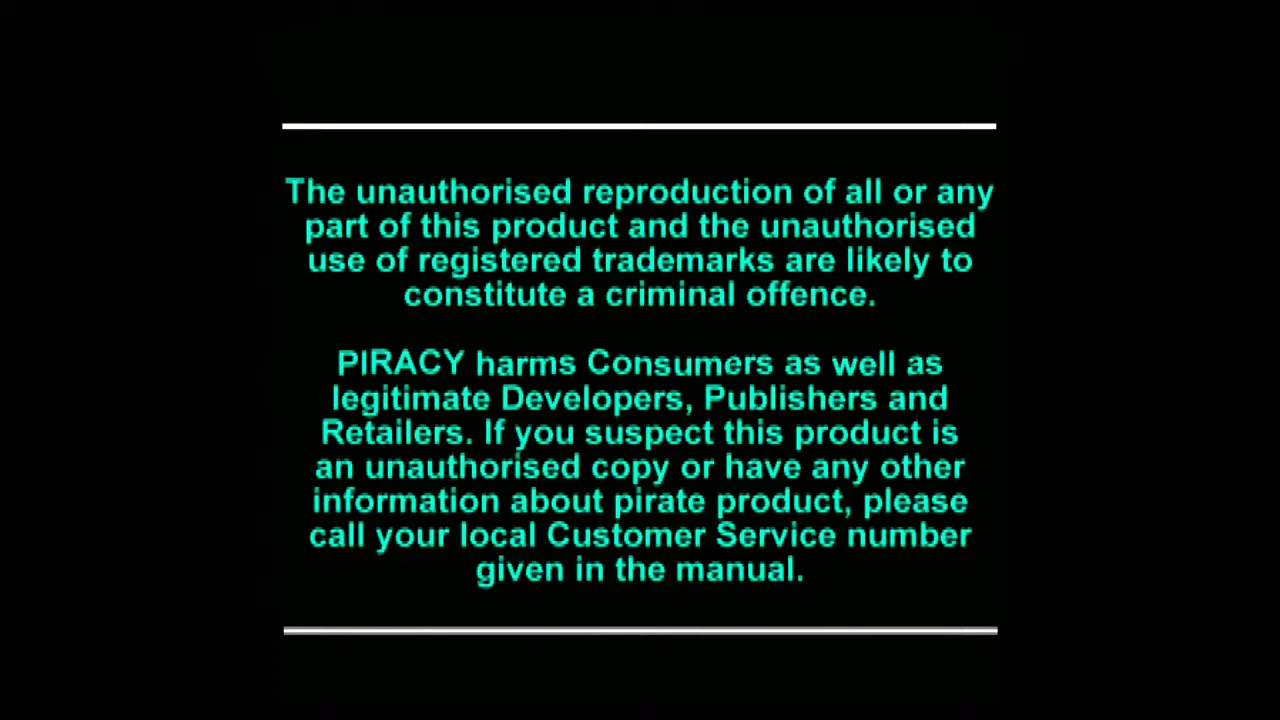 The unauthorised reproduction of all or any
part of this product and the unauthorised
use of registered trademarks are likely to
constitute a criminal offence.
PIRACY harms Consumers as well as
legitimate Developers, Publishers and
Retailers. If you suspect this product is
an unauthorised copy or have any other
information about pirate product, please
call your local Customer Service number
given in the manual.